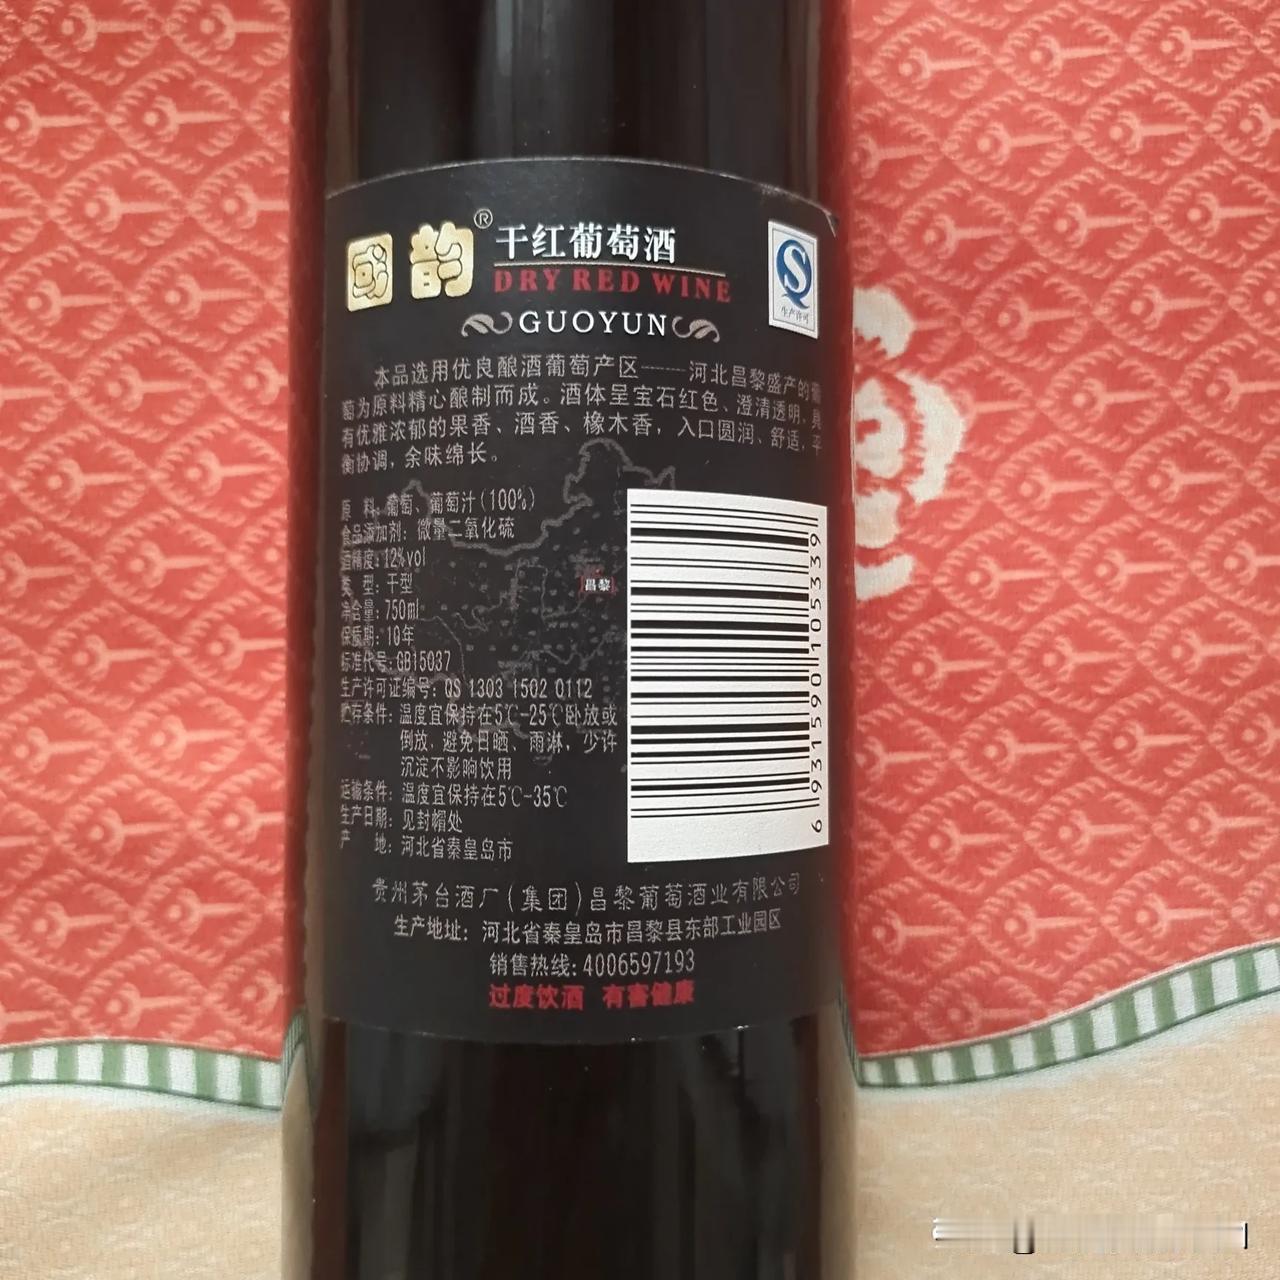 國韵®
干红葡萄酒
DRY RED WINE
GUOYUN
QS
生产许可
本品选用优良酿酒葡萄产区——河北昌黎盛产的葡
萄为原料精心酿制而成。酒体呈宝石红色、澄清透明，具
有优雅浓郁的果香、酒香、橡木香，入口圆润、舒适，平
衡协调，余味绵长。
原 料：葡萄、葡萄汁(100%)
食品添加剂：微量二氧化硫
酒精度：12%vol
类 型：干型
净含量：750ml
保质期：10年
标准代号：GB15037
生产许可证编号：QS 1303 1502 0112
贮存条件：温度宜保持在5℃-25℃卧放或
倒放，避免日晒、雨淋，少许
沉淀不影响饮用
运输条件：温度宜保持在5℃-35℃
生产日期：见封帽处
产 地：河北省秦皇岛市
昌黎
6 931590 105339
贵州茅台酒厂(集团)昌黎葡萄酒业有限公司
生产地址：河北省秦皇岛市昌黎县东部工业园区
销售热线：4006597193
过度饮酒 有害健康